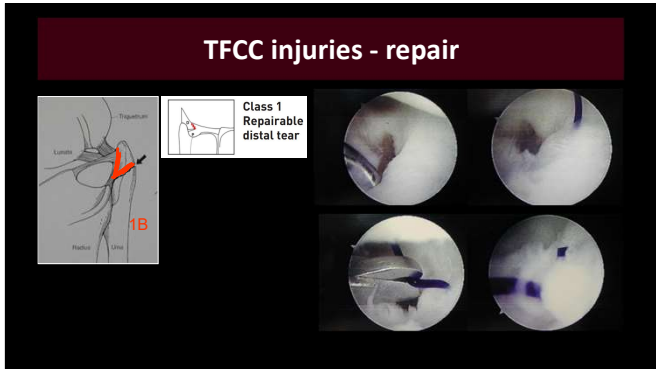 TFCC injuries - repair
Triquetrum
Lunate
1B
Radius
Ulna
Class 1
Repairable
distal tear